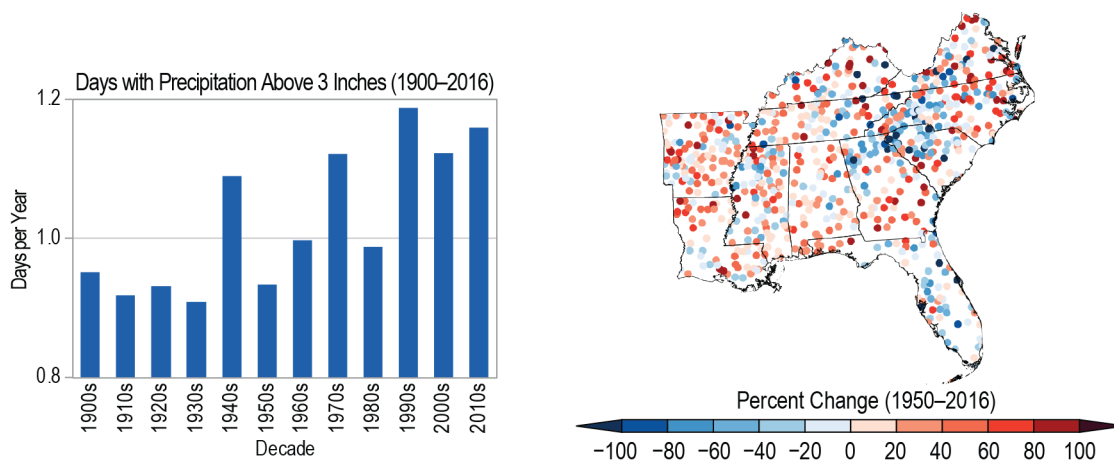 Days with Precipitation Above 3 Inches (1900–2016)
1.2
1.0
0.8
Days per Year
1900s
1910s
1920s
1930s
1940s
1950s
1960s
1970s
1980s
1990s
2000s
2010s
Decade
Percent Change (1950–2016)
−100 −80 −60 −40 −20 0 20 40 60 80 100